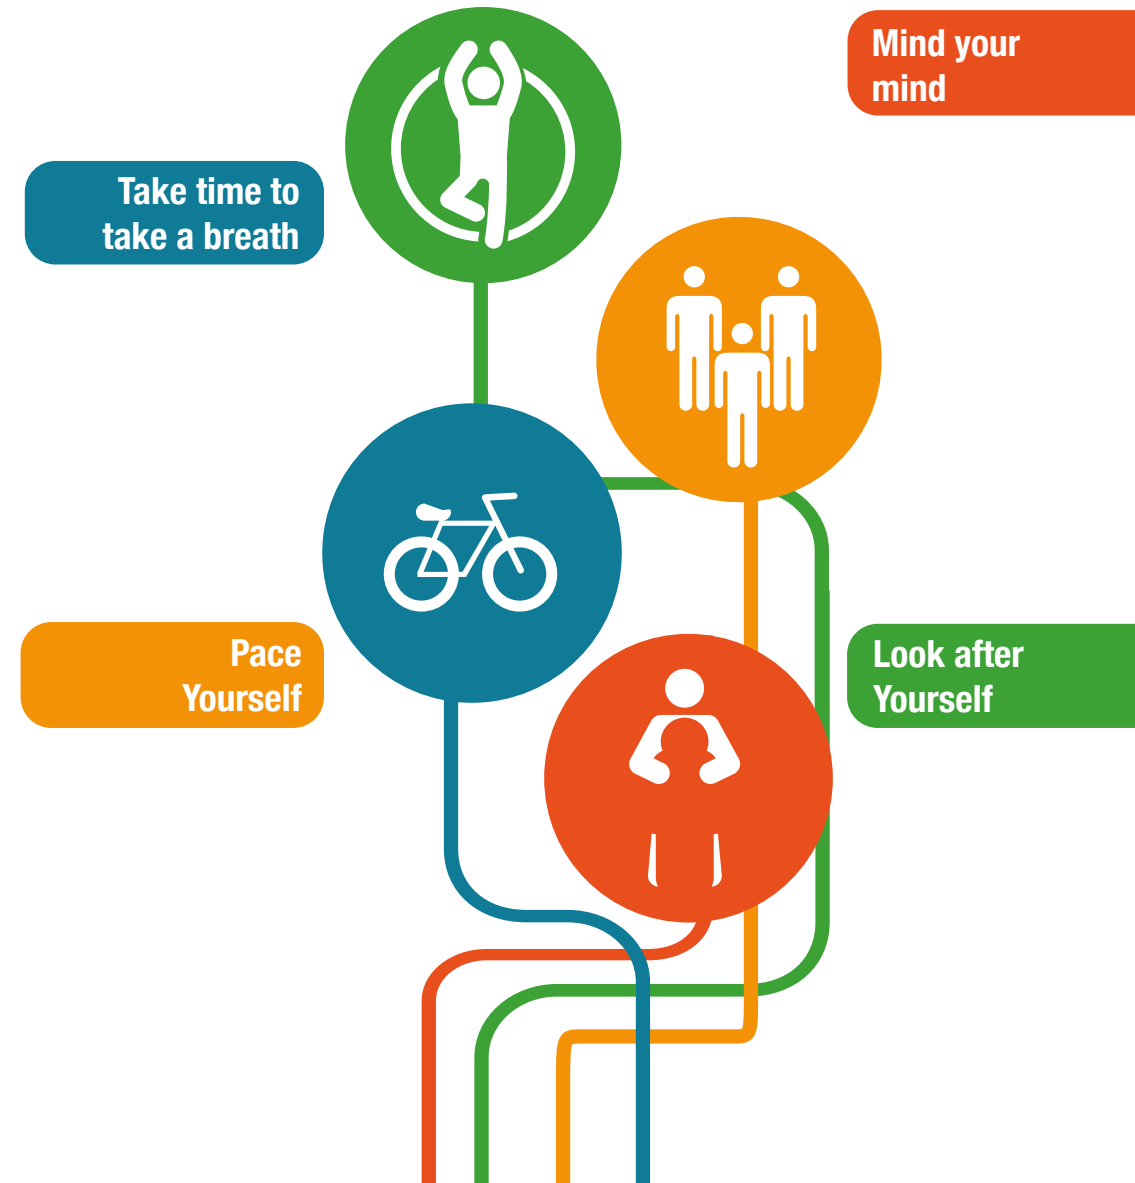 Mind your
mind
Take time to
take a breath
Pace
Yourself
Look after
Yourself